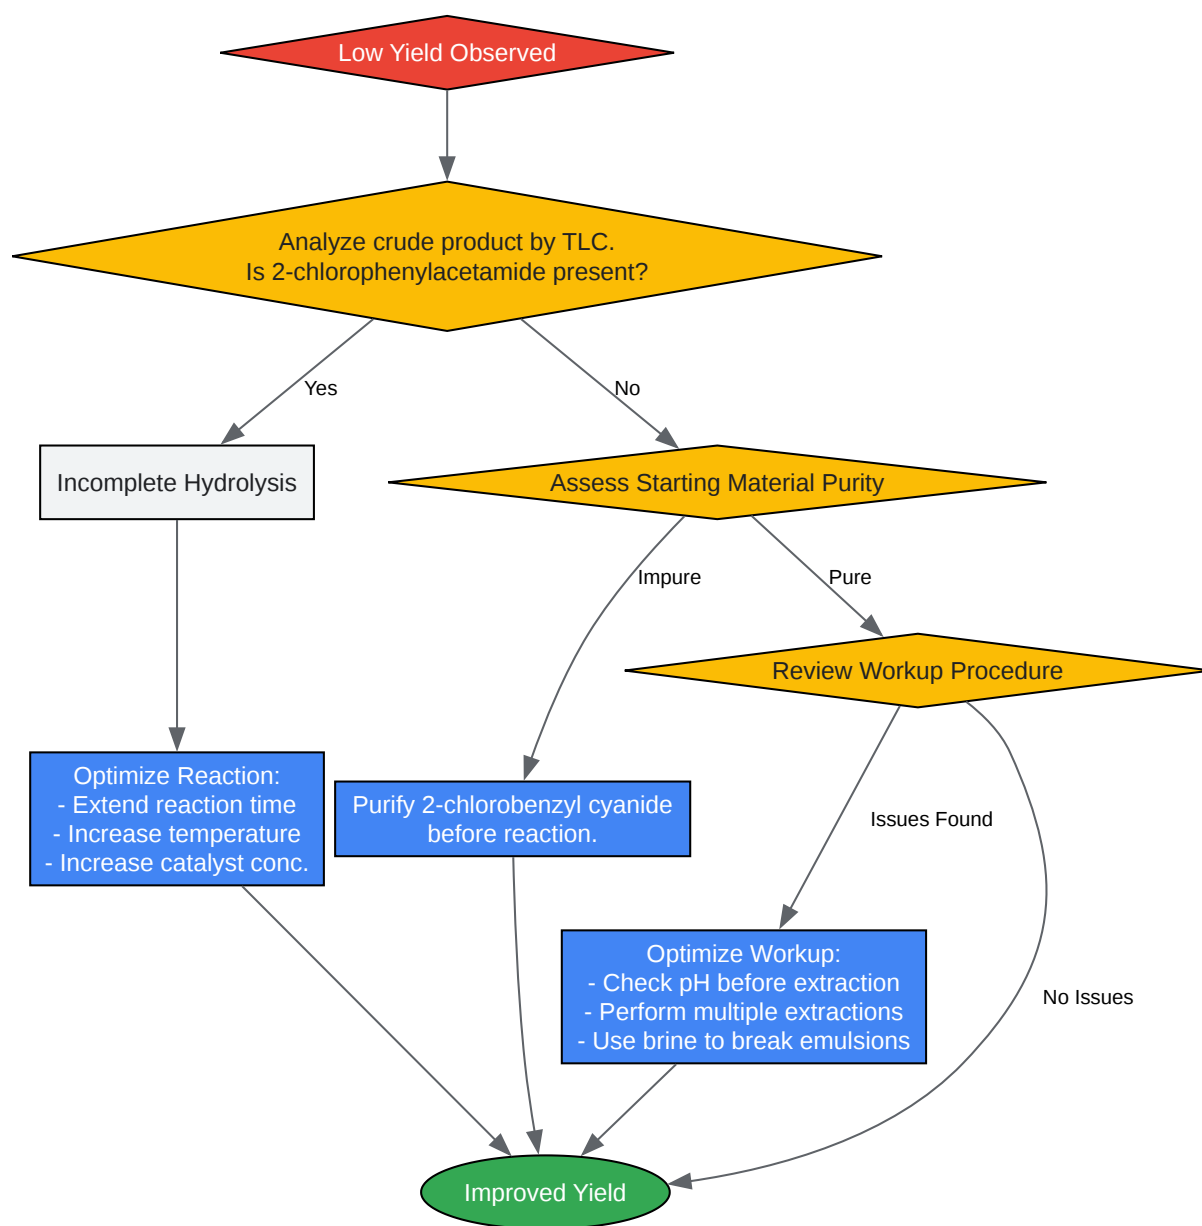 Low Yield Observed
Analyze crude product by TLC.
Is 2-chlorophenylacetamide present?
Yes
No
Incomplete Hydrolysis
Assess Starting Material Purity
Impure
Pure
Review Workup Procedure
Optimize Reaction:
- Extend reaction time
- Increase temperature
- Increase catalyst conc.
Purify 2-chlorobenzyl cyanide
before reaction.
Issues Found
Optimize Workup:
- Check pH before extraction
- Perform multiple extractions
- Use brine to break emulsions
No Issues
Improved Yield